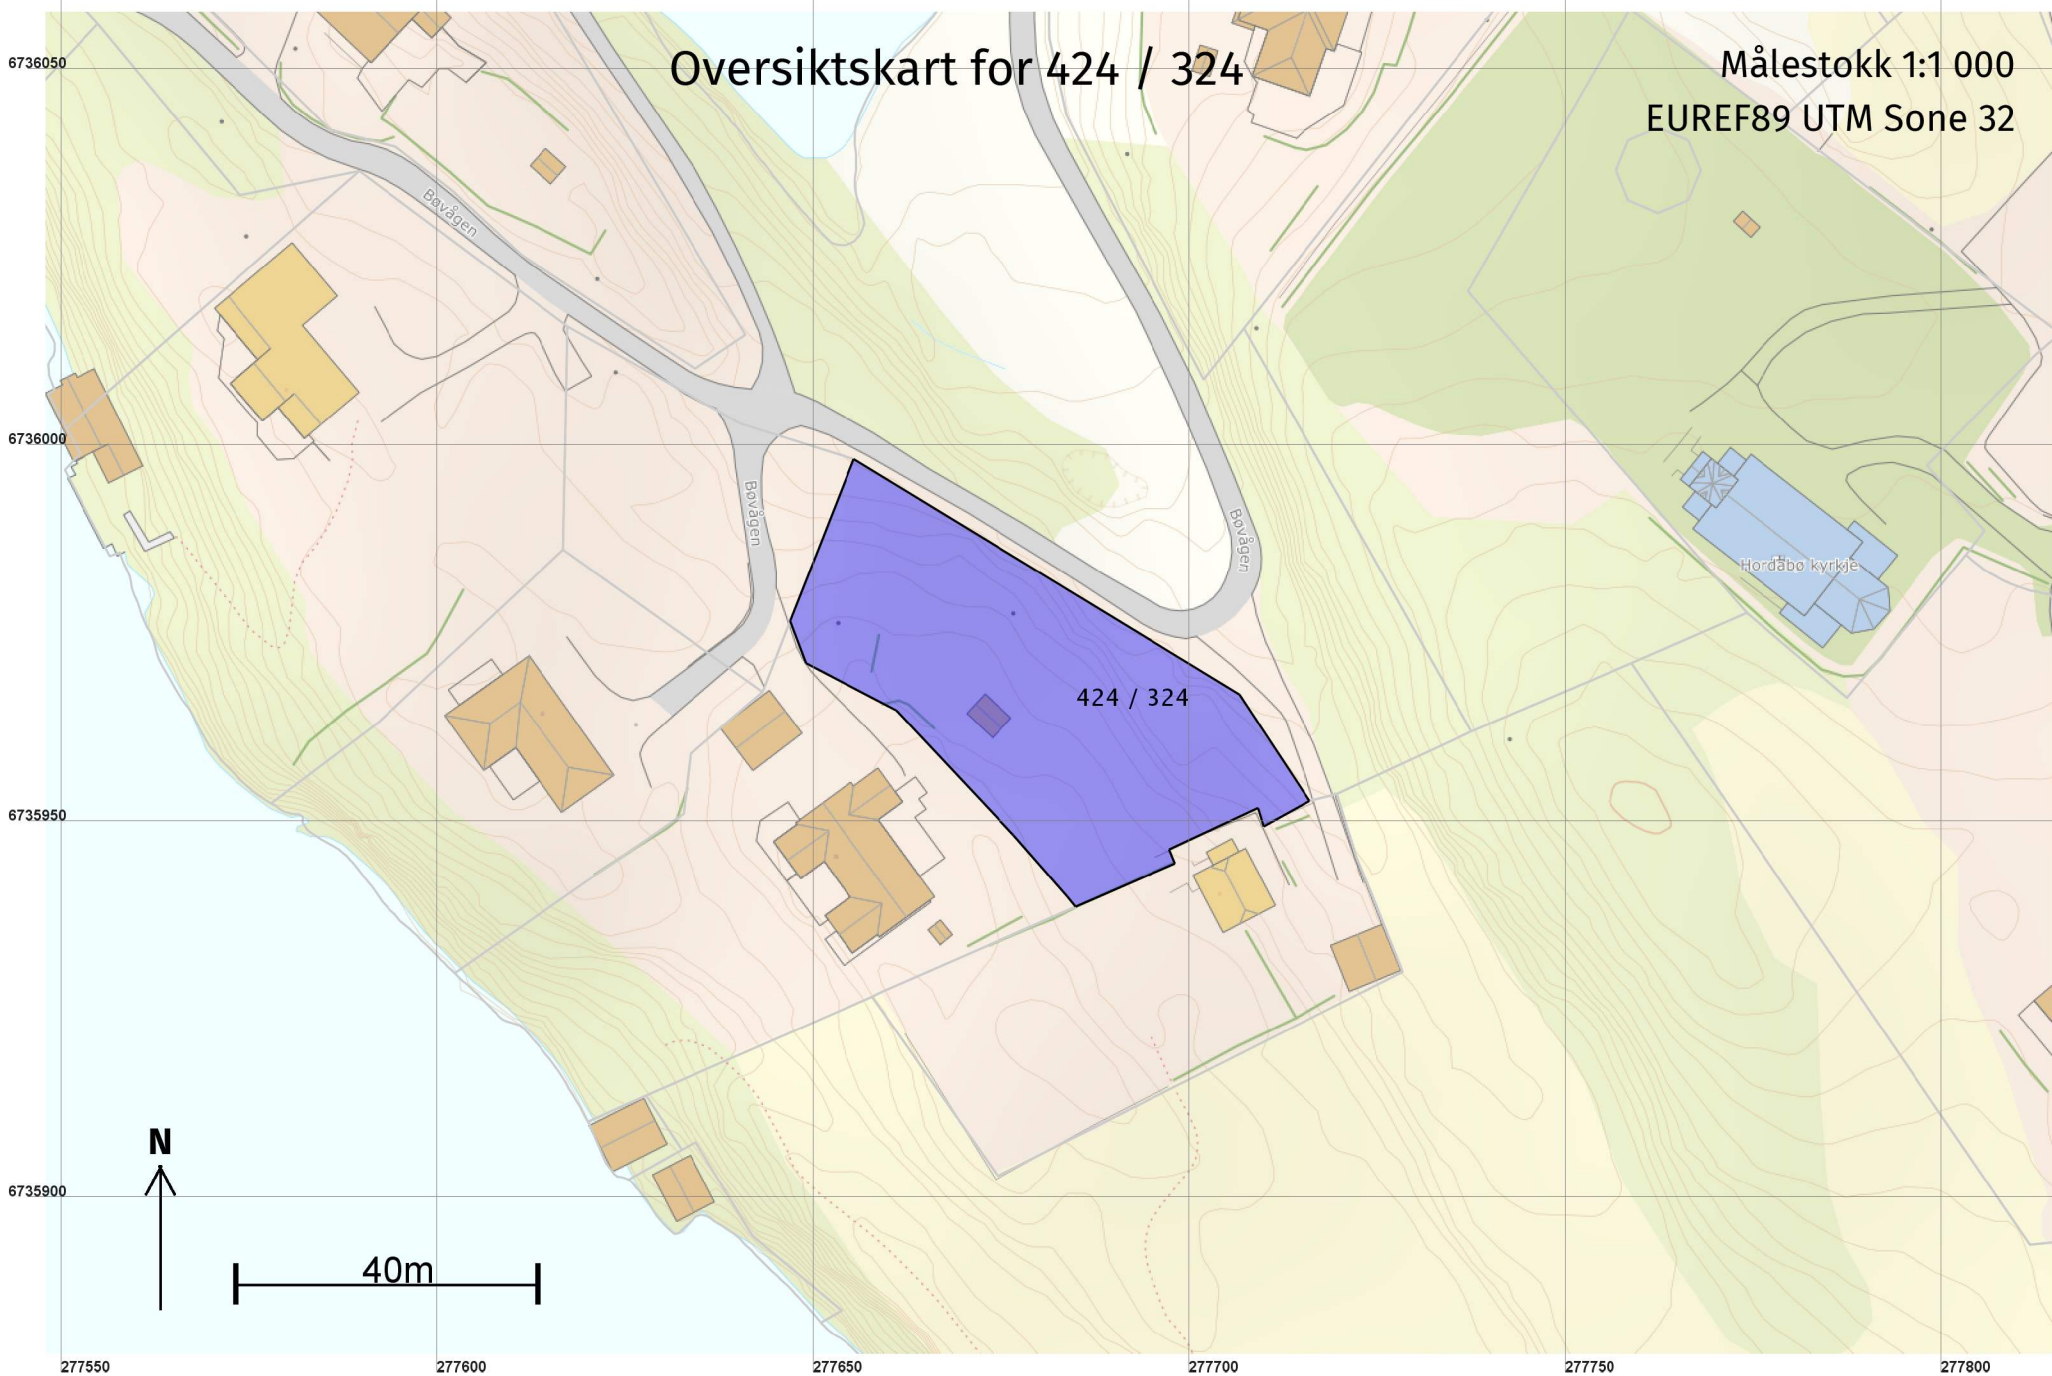 Oversiktskart for 424 / 324
Målestokk 1:1 000
EUREF89 UTM Sone 32
6736050
Bøvågen
6736000
Bøvågen
Bøvågen
Hordabø kyrkje
424 / 324
6735950
N
6735900
40m
277550
277600
277650
277700
277750
277800